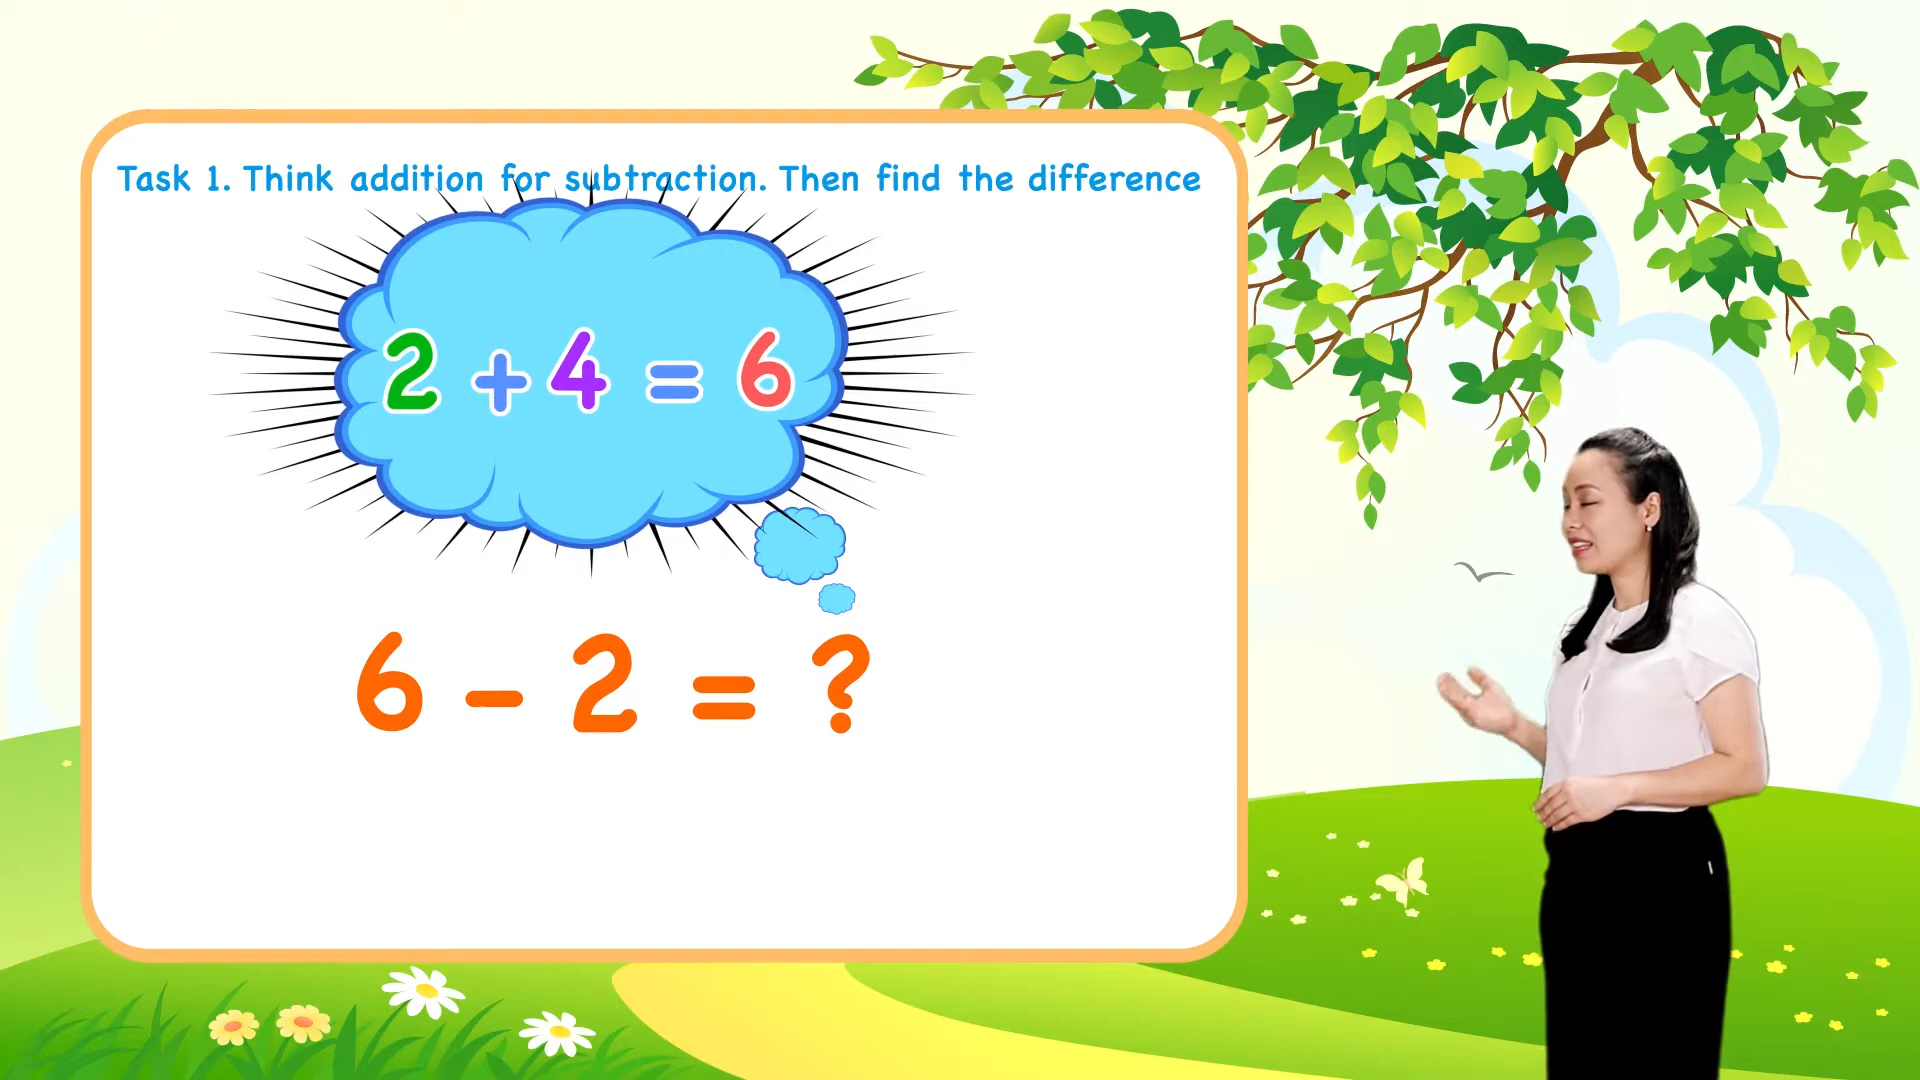 Task 1. Think addition for subtraction. Then find the difference
2 + 4 = 6
6 - 2 = ?